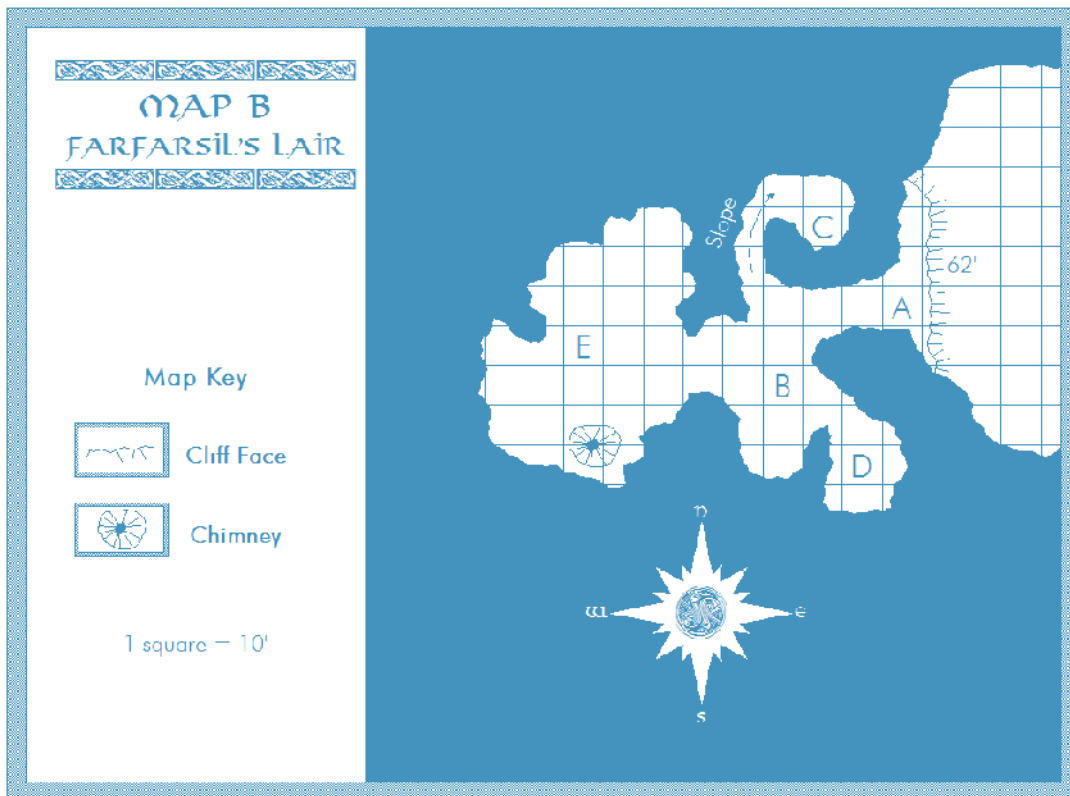 MAP B
FARFARSIL'S LAIR
Map Key
Cliff Face
Chimney
1 square = 10'
Slope
C
62'
A
E
B
D
n
w
e
s